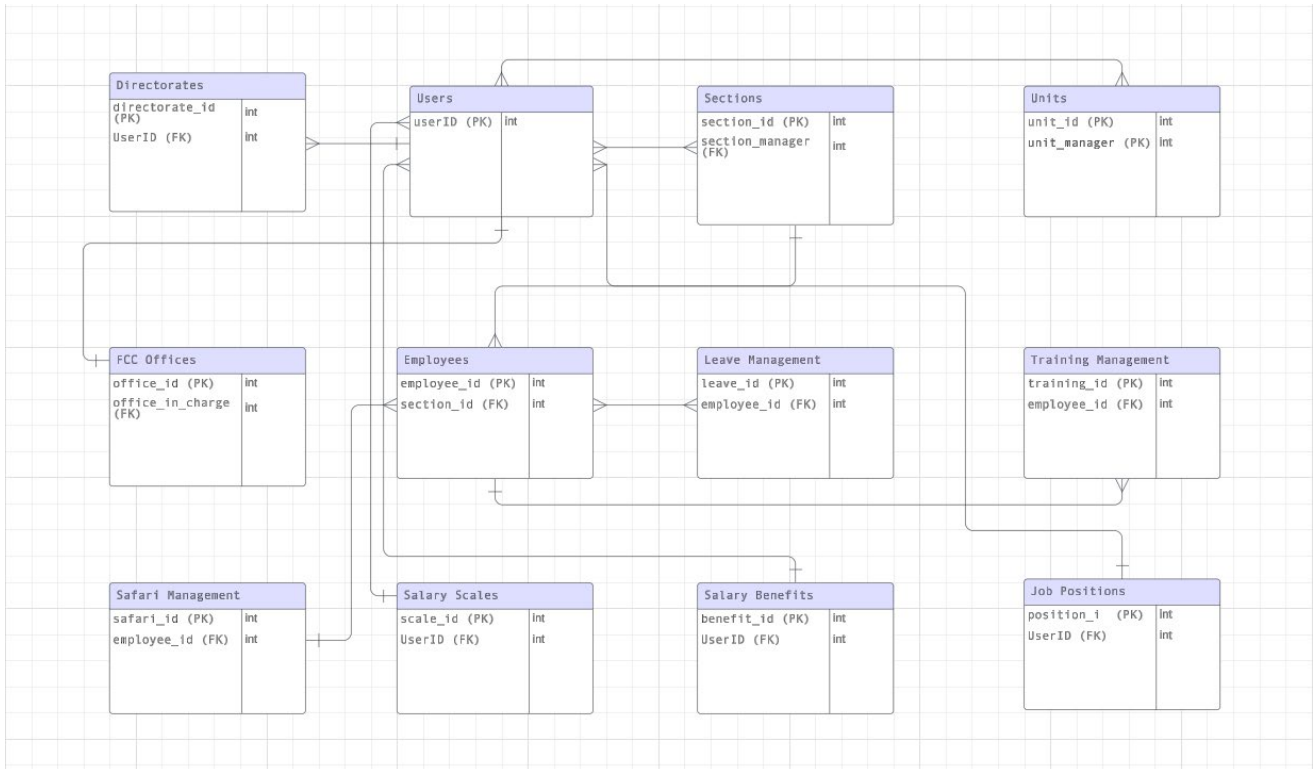 Directorates
directorate_id
(PK)
int
UserID (FK)
int
Users
userID (PK)
int
Sections
section_id (PK)
int
section_manager
(FK)
int
Units
unit_id (PK)
int
unit_manager (PK)
int
FCC Offices
office_id (PK)
int
office_in_charge
(FK)
int
Employees
employee_id (PK)
int
section_id (FK)
int
Leave Management
leave_id (PK)
int
employee_id (FK)
int
Training Management
training_id (PK)
int
employee_id (FK)
int
Safari Management
safari_id (PK)
int
employee_id (FK)
int
Salary Scales
scale_id (PK)
int
UserID (FK)
int
Salary Benefits
benefit_id (PK)
int
UserID (FK)
int
Job Positions
position_i (PK)
int
UserID (FK)
int